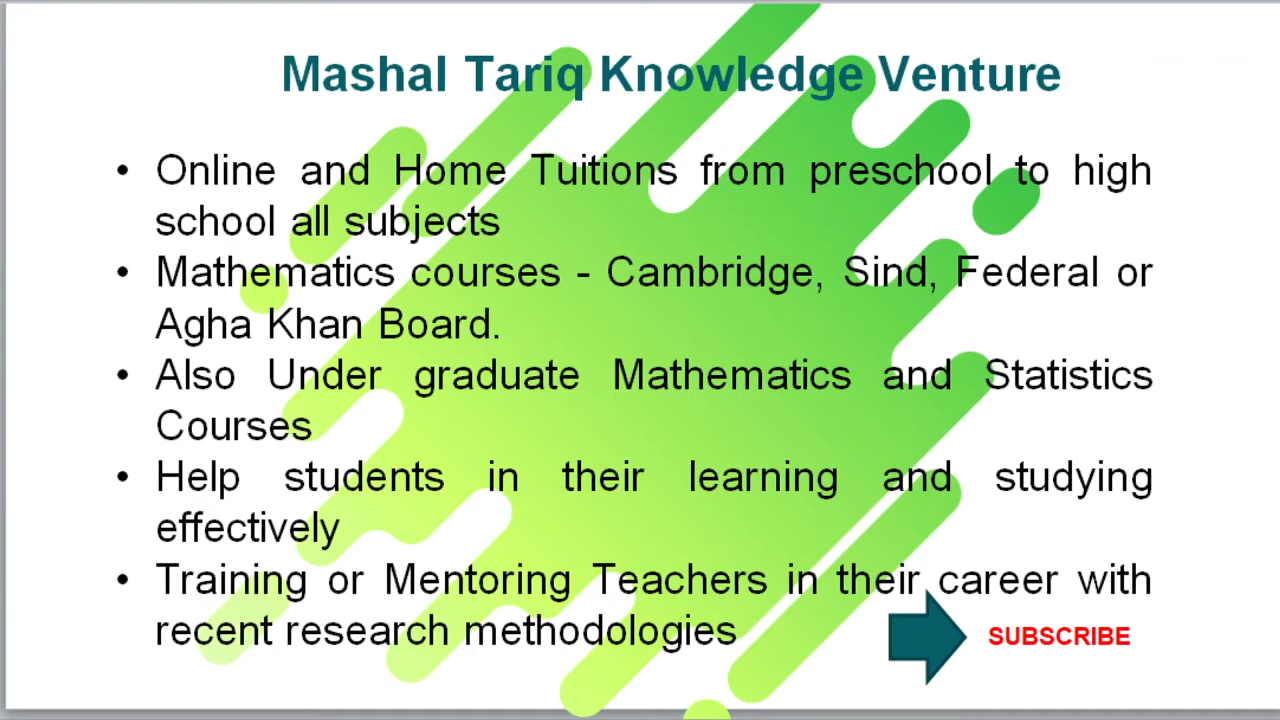 Mashal Tariq Knowledge Venture
• Online and Home Tuitions from preschool to high
school all subjects
• Mathematics courses - Cambridge, Sind, Federal or
Agha Khan Board.
• Also Under graduate Mathematics and Statistics
Courses
• Help students in their learning and studying
effectively
• Training or Mentoring Teachers in their career with
recent research methodologies
SUBSCRIBE